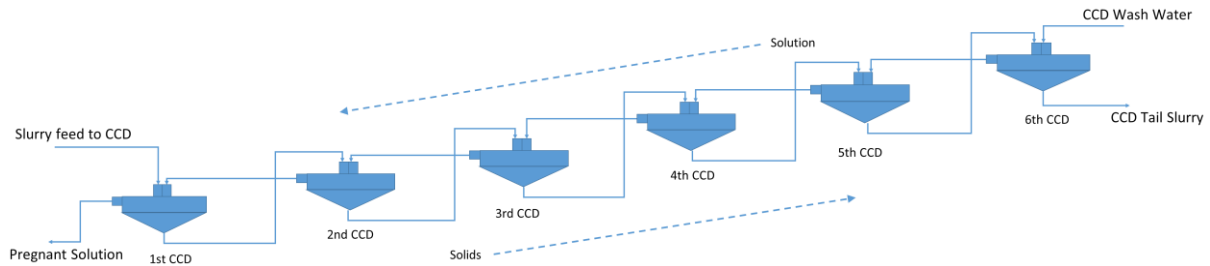 CCD Wash Water
Solution
Slurry feed to CCD
6th CCD
CCD Tail Slurry
5th CCD
4th CCD
3rd CCD
2nd CCD
Pregnant Solution
1st CCD
Solids